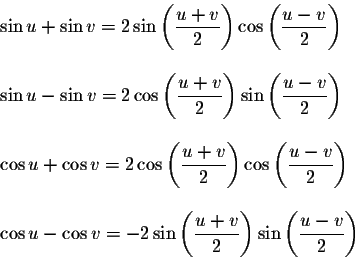 sin u + sin v = 2 sin((u + v)/2) cos((u − v)/2)
sin u − sin v = 2 cos((u + v)/2) sin((u − v)/2)
cos u + cos v = 2 cos((u + v)/2) cos((u − v)/2)
cos u − cos v = −2 sin((u + v)/2) sin((u − v)/2)